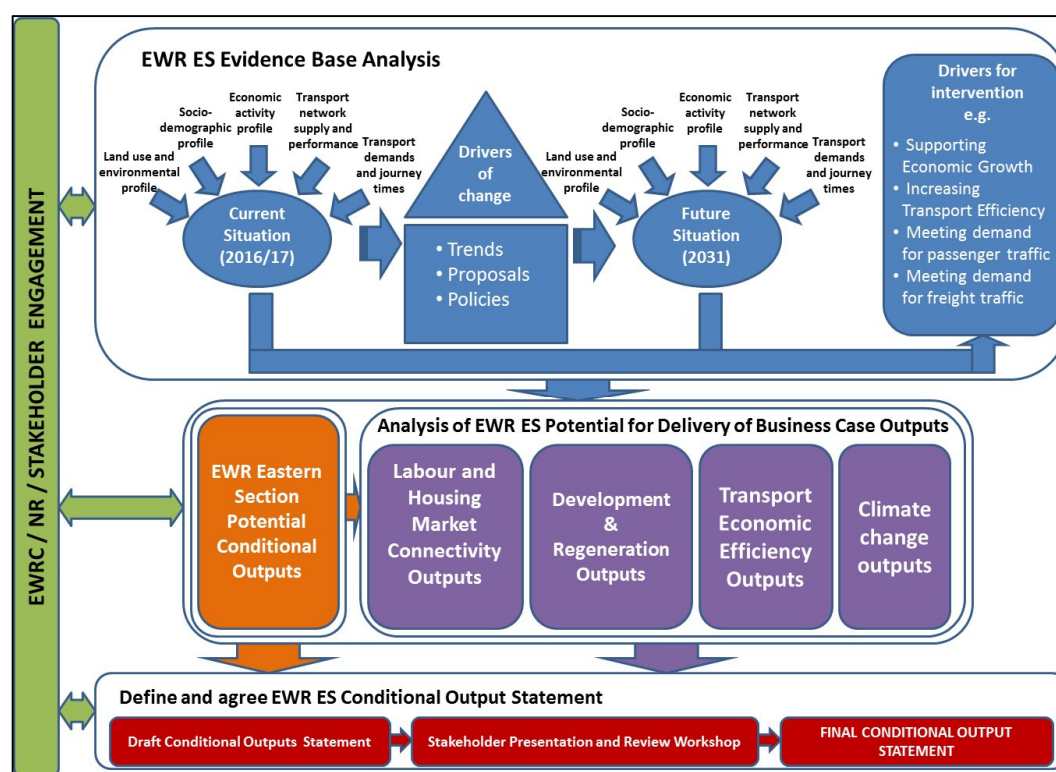 EWRC / NR / STAKEHOLDER ENGAGEMENT
EWR ES Evidence Base Analysis
Land use and
environmental
profile
Socio-
demographic
profile
Economic
activity
profile
Transport
network
supply and
performance
Transport
demands
and journey
times
Current
Situation
(2016/17)
Drivers
of
change
• Trends
• Proposals
• Policies
Land use and
environmental
profile
Socio-
demographic
profile
Economic
activity
profile
Transport
network
supply and
performance
Transport
demands
and journey
times
Future
Situation
(2031)
Drivers for
intervention
e.g.
• Supporting
Economic Growth
• Increasing
Transport Efficiency
• Meeting demand
for passenger traffic
• Meeting demand
for freight traffic
EWR Eastern
Section
Potential
Conditional
Outputs
Analysis of EWR ES Potential for Delivery of Business Case Outputs
Labour and
Housing
Market
Connectivity
Outputs
Development
&
Regeneration
Outputs
Transport
Economic
Efficiency
Outputs
Climate
change
outputs
Define and agree EWR ES Conditional Output Statement
Draft Conditional Outputs Statement
Stakeholder Presentation and Review Workshop
FINAL CONDITIONAL OUTPUT
STATEMENT